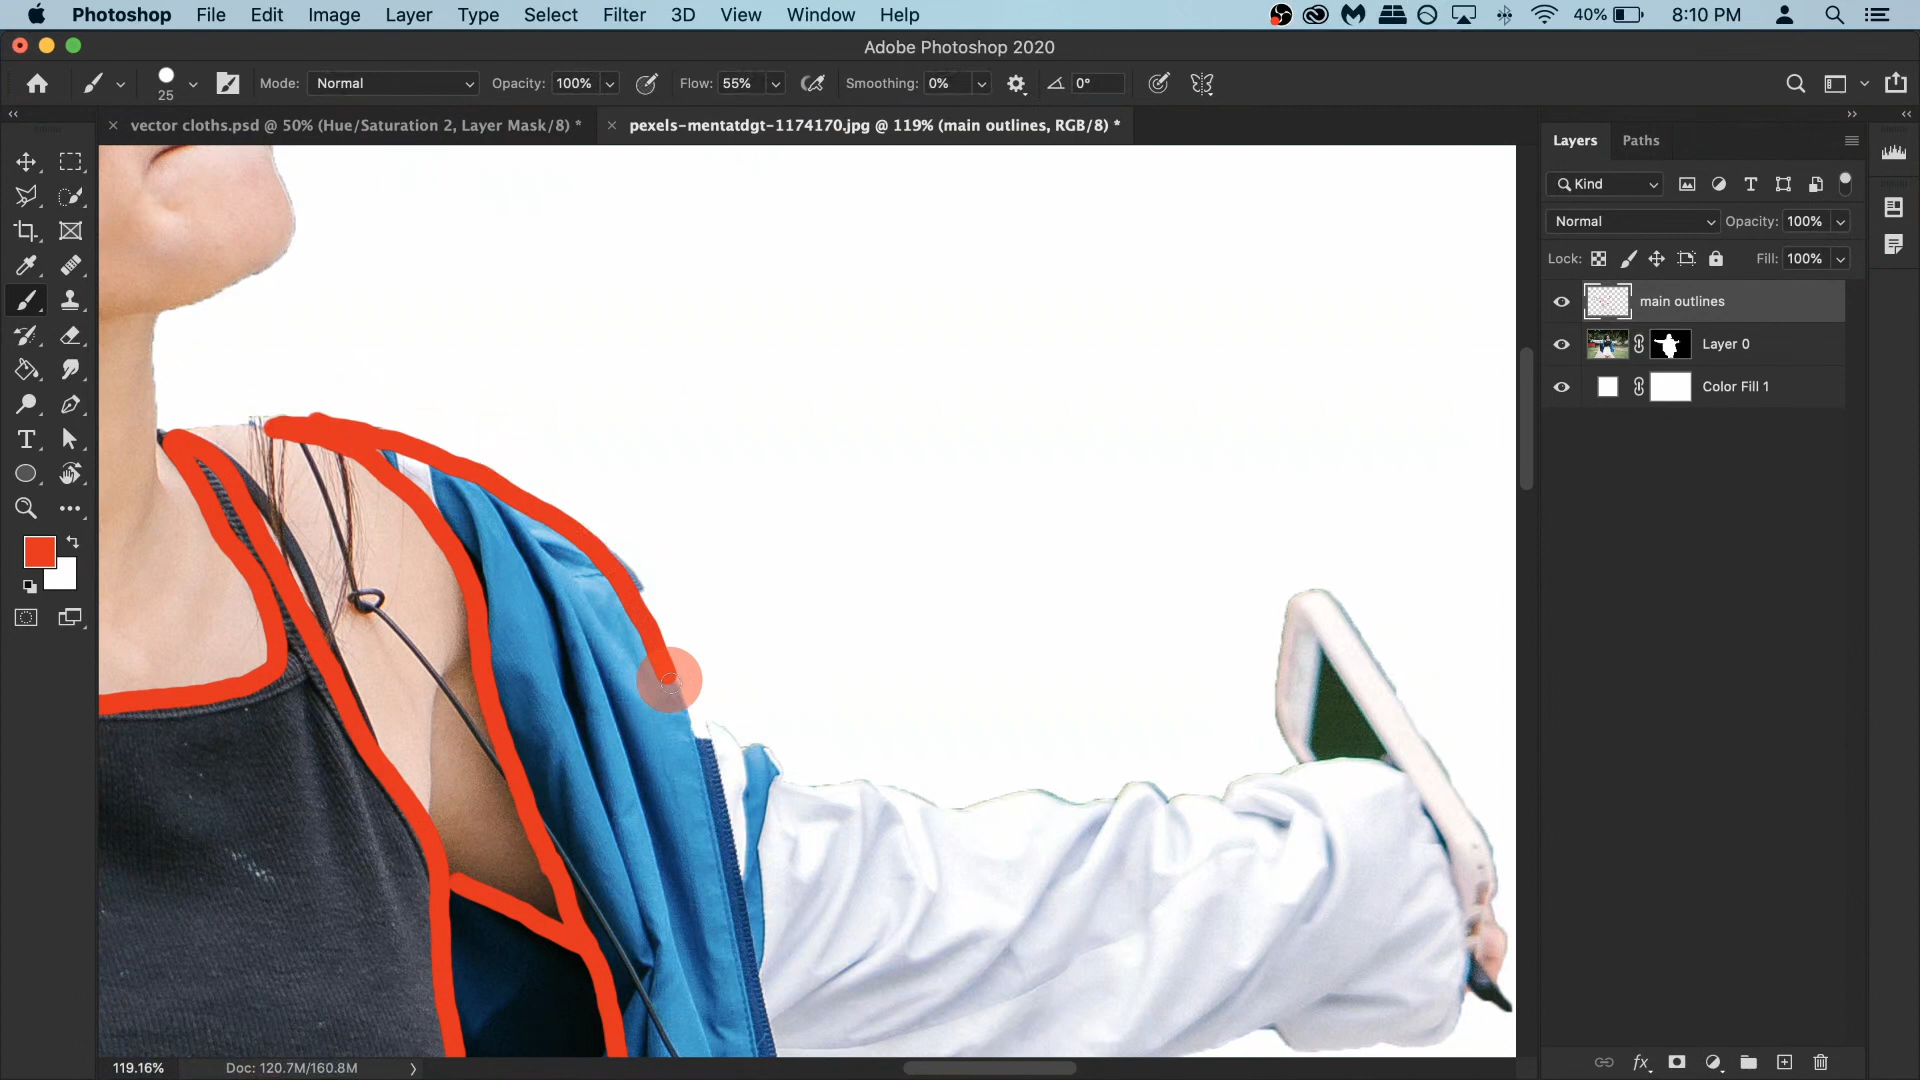 Photoshop File Edit Image Layer Type Select Filter 3D View Window Help 40% 8:10 PM
Adobe Photoshop 2020
25 Mode: Normal Opacity: 100% Flow: 55% Smoothing: 0% 0°
vector cloths.psd @ 50% (Hue/Saturation 2, Layer Mask/8) * pexels-mentatdgt-1174170.jpg @ 119% (main outlines, RGB/8) *
Layers Paths
Kind
Normal Opacity: 100%
Lock: Fill: 100%
main outlines
Layer 0
Color Fill 1
119.16% Doc: 120.7M/160.8M